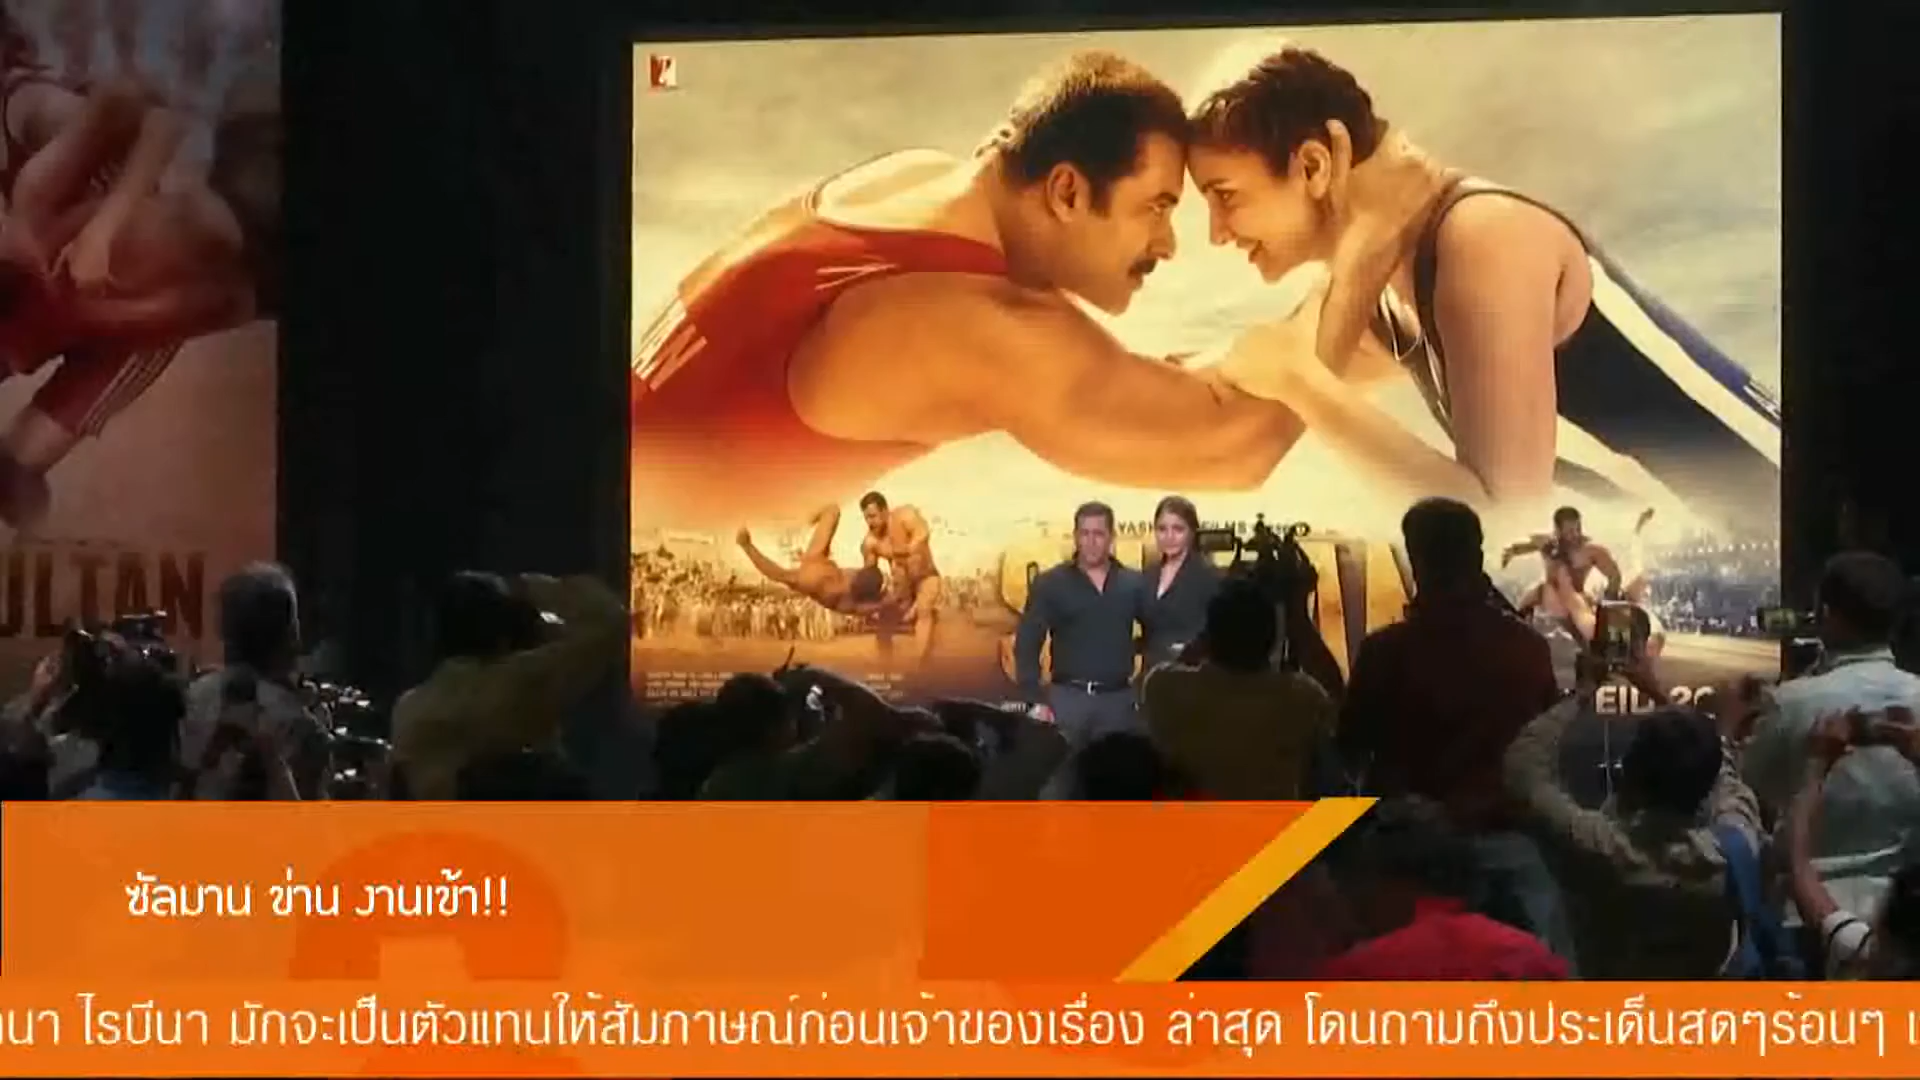 ULTAN
YASH
FILMS
EID 20
ซัลมาน ข่าน งานเข้า!!
นา ไรบีนา มักจะเป็นตัวแทนให้สัมภาษณ์ก่อนเจ้าของเรื่อง ล่าสุด โดนถามถึงประเด็นสดๆร้อนๆ เ